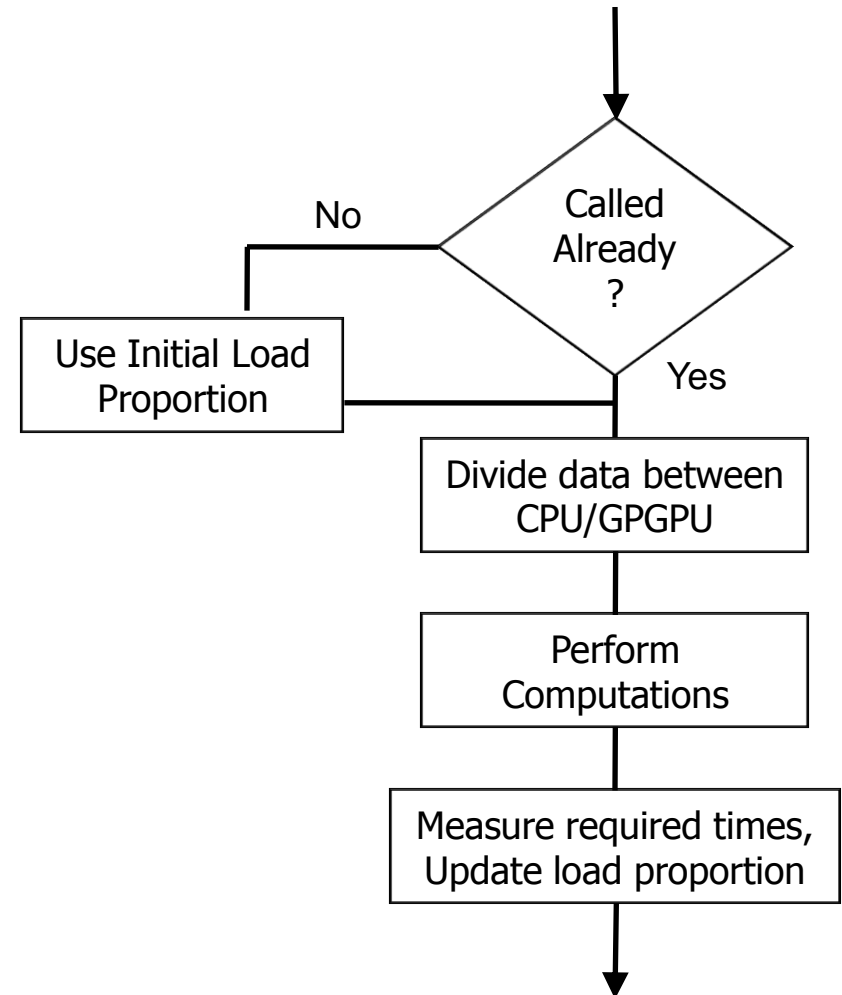 Called
Already
?
No
Yes
Use Initial Load
Proportion
Divide data between
CPU/GPGPU
Perform
Computations
Measure required times,
Update load proportion